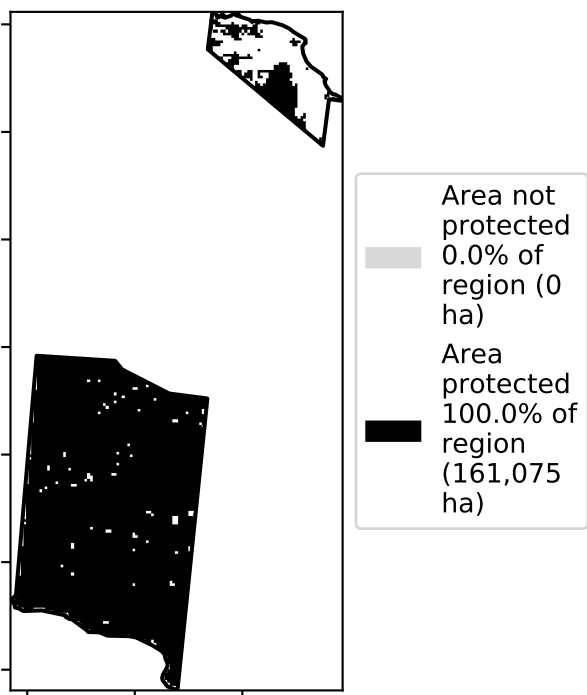 Area not
protected
0.0% of
region (0
ha)
Area
protected
100.0% of
region
(161,075
ha)